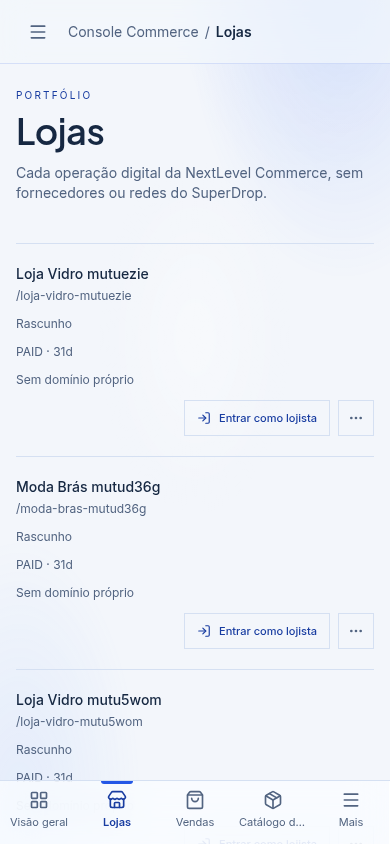 Console Commerce / Lojas
PORTFÓLIO
Lojas
Cada operação digital da NextLevel Commerce, sem
fornecedores ou redes do SuperDrop.
Loja Vidro mutuezie
/loja-vidro-mutuezie
Rascunho
PAID · 31d
Sem domínio próprio
Entrar como lojista
Moda Brás mutud36g
/moda-bras-mutud36g
Rascunho
PAID · 31d
Sem domínio próprio
Entrar como lojista
Loja Vidro mutu5wom
/loja-vidro-mutu5wom
Rascunho
PAID · 31d
Entrar como lojista
Visão geral
Lojas
Vendas
Catálogo d...
Mais